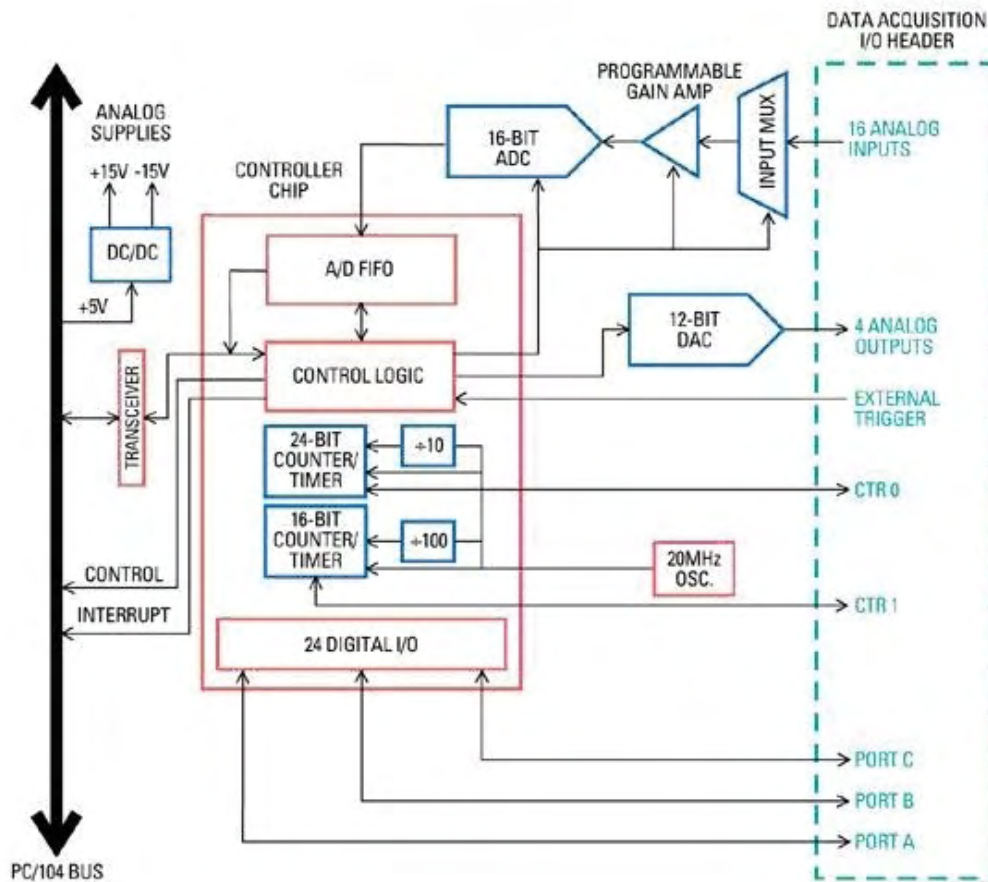 DATA ACQUISITION
I/O HEADER
PROGRAMMABLE
GAIN AMP
ANALOG
SUPPLIES
+15V -15V
DC/DC
+5V
CONTROLLER
CHIP
16-BIT
ADC
INPUT MUX
16 ANALOG
INPUTS
A/D FIFO
12-BIT
DAC
4 ANALOG
OUTPUTS
TRANSCEIVER
CONTROL LOGIC
EXTERNAL
TRIGGER
24-BIT
COUNTER/
TIMER
÷10
CTR 0
16-BIT
COUNTER/
TIMER
÷100
20MHz
OSC.
CONTROL
CTR 1
INTERRUPT
24 DIGITAL I/O
PORT C
PORT B
PORT A
PC/104 BUS